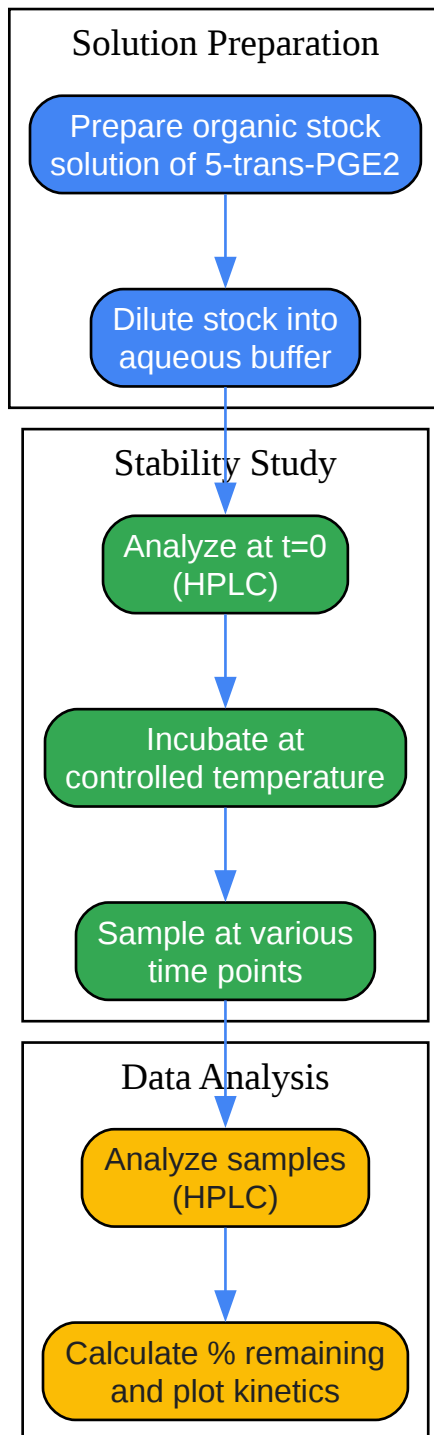 Solution Preparation
Prepare organic stock
solution of 5-trans-PGE2
Dilute stock into
aqueous buffer
Stability Study
Analyze at t=0
(HPLC)
Incubate at
controlled temperature
Sample at various
time points
Data Analysis
Analyze samples
(HPLC)
Calculate % remaining
and plot kinetics